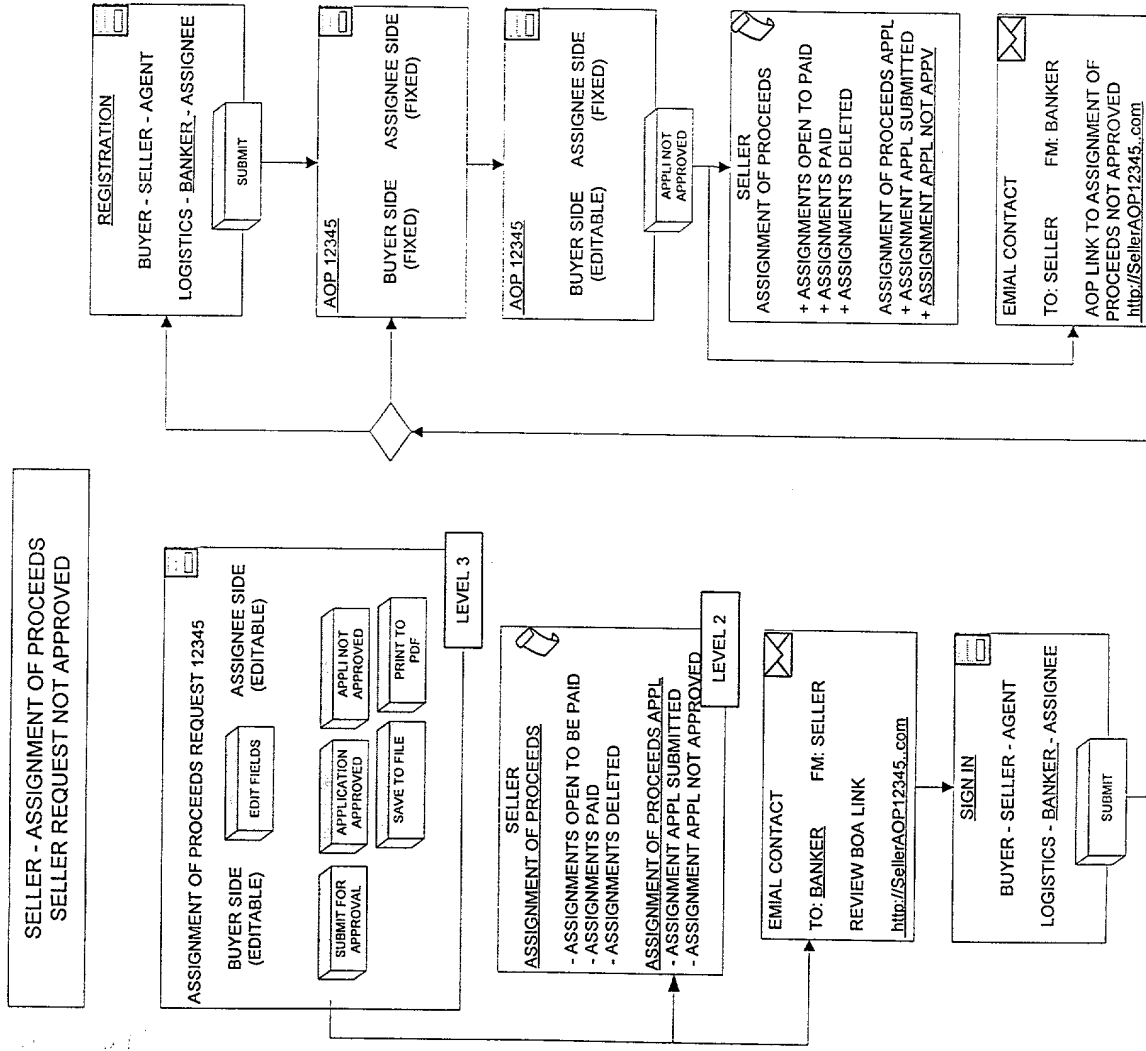 SELLER - ASSIGNMENT OF PROCEEDS
SELLER REQUEST NOT APPROVED
ASSIGNMENT OF PROCEEDS REQUEST 12345
BUYER SIDE
(EDITABLE)
EDIT FIELDS
ASSIGNEE SIDE
(EDITABLE)
SUBMIT FOR
APPROVAL
APPLICATION
APPROVED
APPLI NOT
APPROVED
SAVE TO FILE
PRINT TO
PDF
LEVEL 3
SELLER
ASSIGNMENT OF PROCEEDS
- ASSIGNMENTS OPEN TO BE PAID
- ASSIGNMENTS PAID
- ASSIGNMENTS DELETED
ASSIGNMENT OF PROCEEDS APPL
- ASSIGNMENT APPL SUBMITTED
- ASSIGNMENT APPL NOT APPROVED
LEVEL 2
EMIAL CONTACT
TO: BANKER FM: SELLER
REVIEW BOA LINK
http://SellerAOP12345..com
SIGN IN
BUYER - SELLER - AGENT
LOGISTICS - BANKER - ASSIGNEE
SUBMIT
REGISTRATION
BUYER - SELLER - AGENT
LOGISTICS - BANKER - ASSIGNEE
SUBMIT
AOP 12345
BUYER SIDE
(FIXED)
ASSIGNEE SIDE
(FIXED)
AOP 12345
BUYER SIDE
(EDITABLE)
ASSIGNEE SIDE
(FIXED)
APPLI NOT
APPROVED
SELLER
ASSIGNMENT OF PROCEEDS
+ ASSIGNMENTS OPEN TO PAID
+ ASSIGNMENTS PAID
+ ASSIGNMENTS DELETED
ASSIGNMENT OF PROCEEDS APPL
+ ASSIGNMENT APPL SUBMITTED
+ ASSIGNMENT APPL NOT APPV
EMIAL CONTACT
TO: SELLER FM: BANKER
AOP LINK TO ASSIGNMENT OF
PROCEEDS NOT APPROVED
http://SellerAOP12345..com